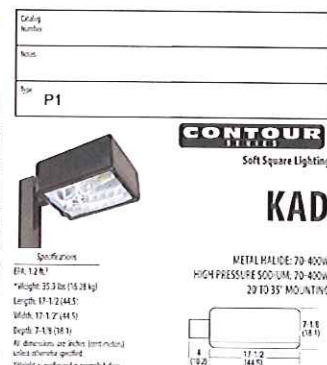 Catalog
Number
Notes
Type
P1
CONTOUR
SERIES
Soft Square Lighting
KAD
Specifications
EPA: 1.2 ft.²
*Weight: 35.9 lbs (16.28 kg)
Length: 17-1/2 (44.5)
Width: 17-1/2 (44.5)
Depth: 7-1/8 (18.1)
All dimensions are inches (centimeters)
unless otherwise specified.
METAL HALIDE: 70-400W
HIGH PRESSURE SODIUM: 70-400W
20' TO 35' MOUNTING
7-1/8
(18.1)
4
(10.2)
17-1/2
(44.5)